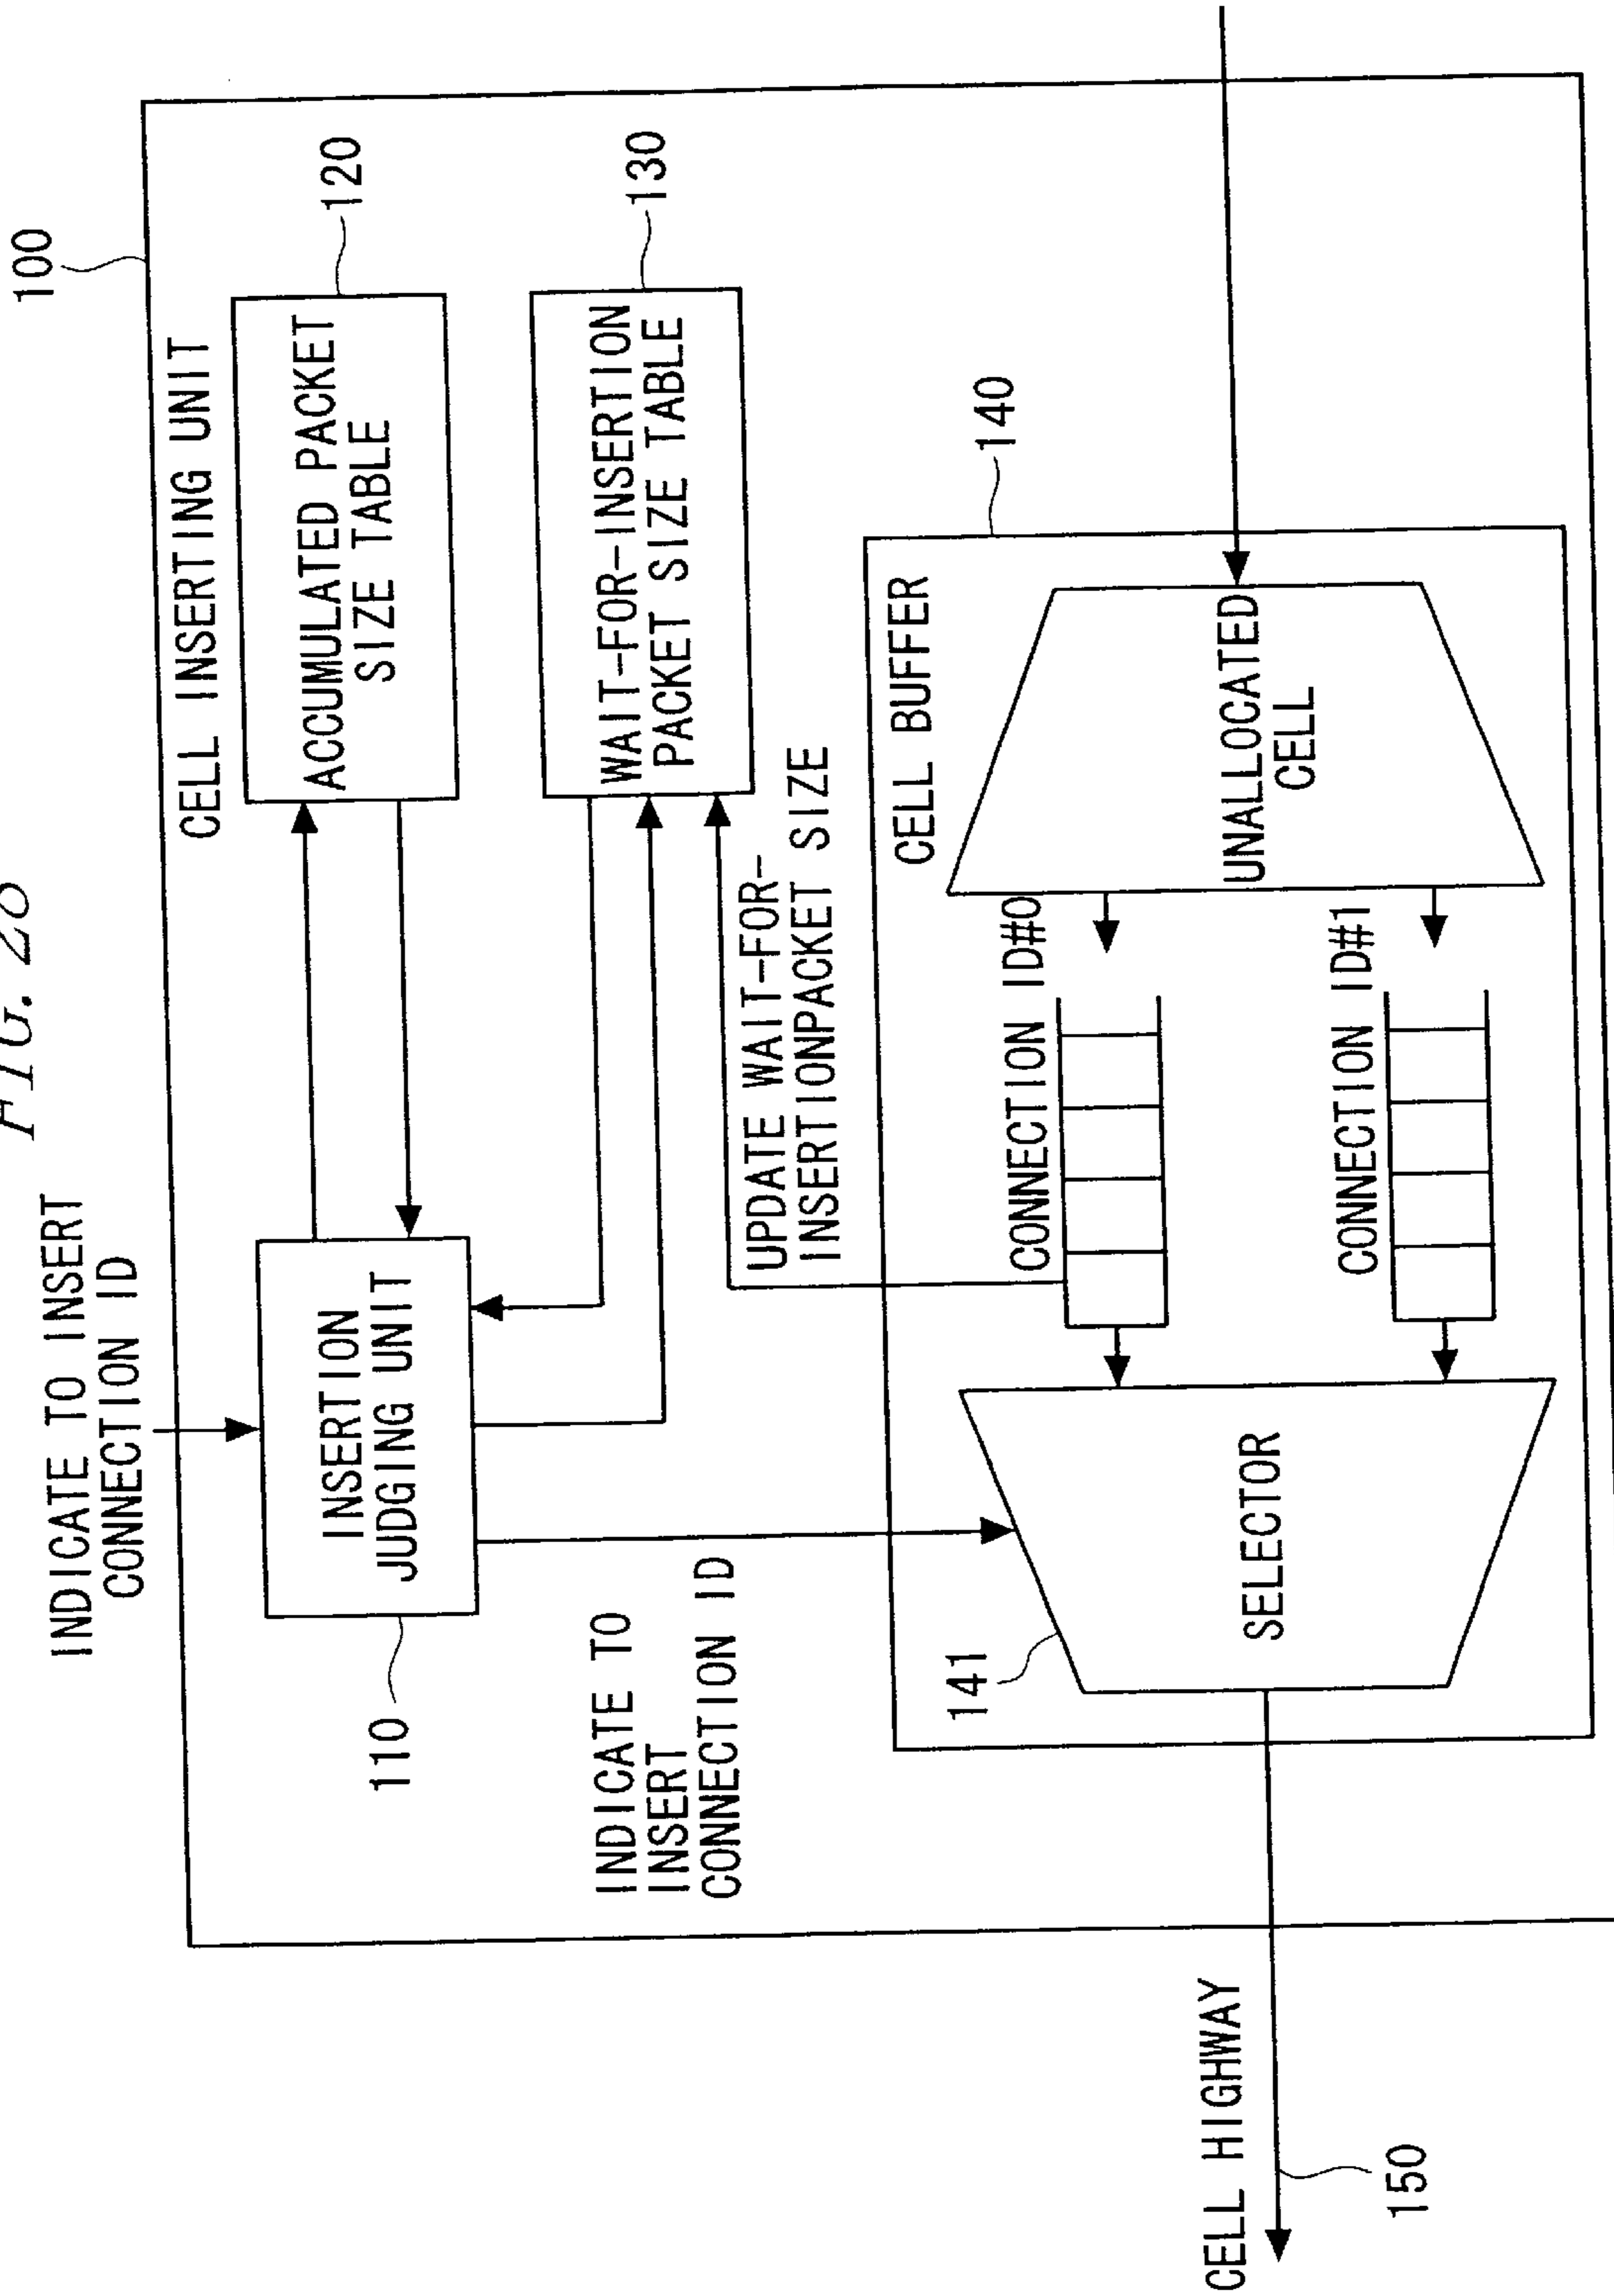 FIG.
100
INDICATE TO INSERT
CONNECTION ID
CELL INSERTING UNIT
INSERTION
JUDGING UNIT
110
ACCUMULATED PACKET
SIZE TABLE
120
WAIT-FOR-INSERTION
PACKET SIZE TABLE
130
INDICATE TO
INSERT
CONNECTION ID
UPDATE WAIT-FOR-
INSERTIONPACKET SIZE
CELL BUFFER
140
141
CONNECTION ID#0
CELL HIGHWAY
150
SELECTOR
UNALLOCATED
CELL
CONNECTION ID#1